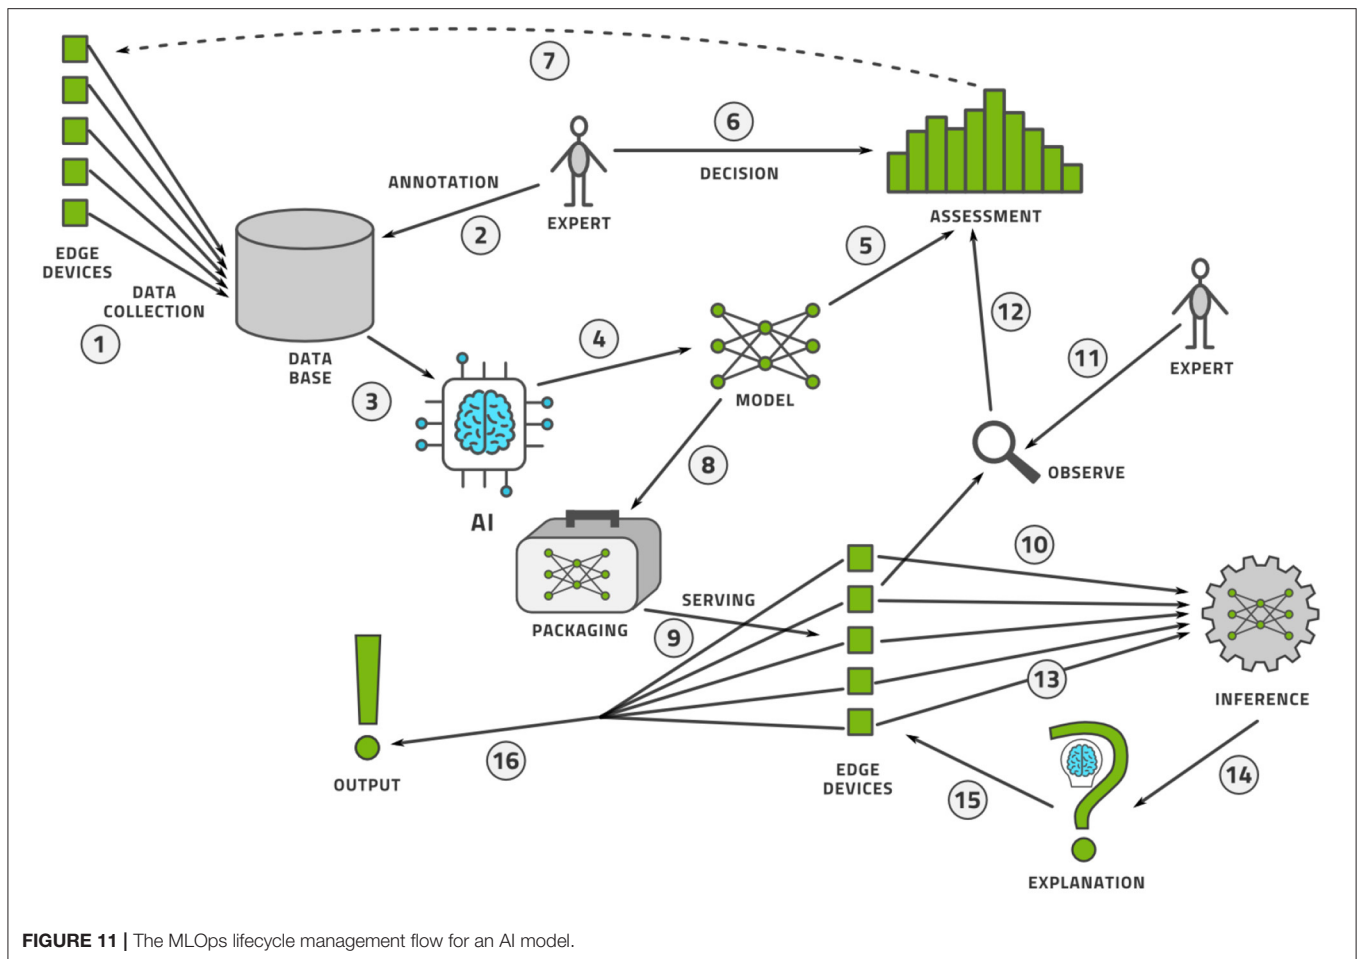 7
6
DECISION
ANNOTATION
2
EXPERT
ASSESSMENT
EDGE
DEVICES
DATA
COLLECTION
1
5
12
EXPERT
11
DATA
BASE
3
4
MODEL
8
AI
OBSERVE
10
SERVING
PACKAGING
9
13
INFERENCE
OUTPUT
16
EDGE
DEVICES
15
14
EXPLANATION
FIGURE 11 | The MLOps lifecycle management flow for an AI model.